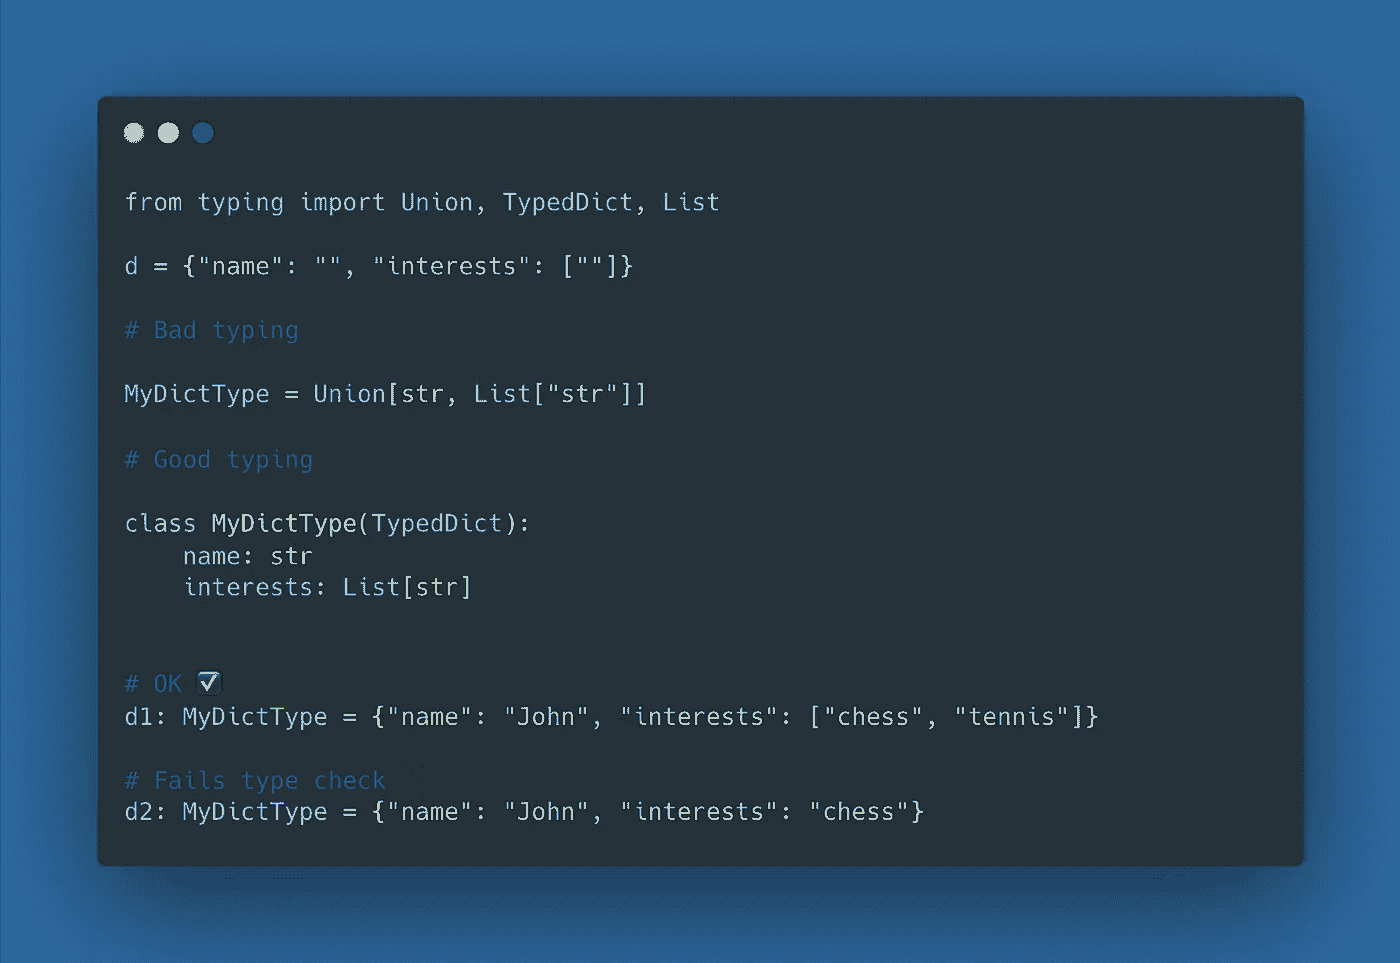 from typing import Union, TypedDict, List
d = {"name": "", "interests": [""]}
# Bad typing
MyDictType = Union[str, List["str"]]
# Good typing
class MyDictType(TypedDict):
    name: str
    interests: List[str]
# OK ☑
d1: MyDictType = {"name": "John", "interests": ["chess", "tennis"]}
# Fails type check
d2: MyDictType = {"name": "John", "interests": "chess"}